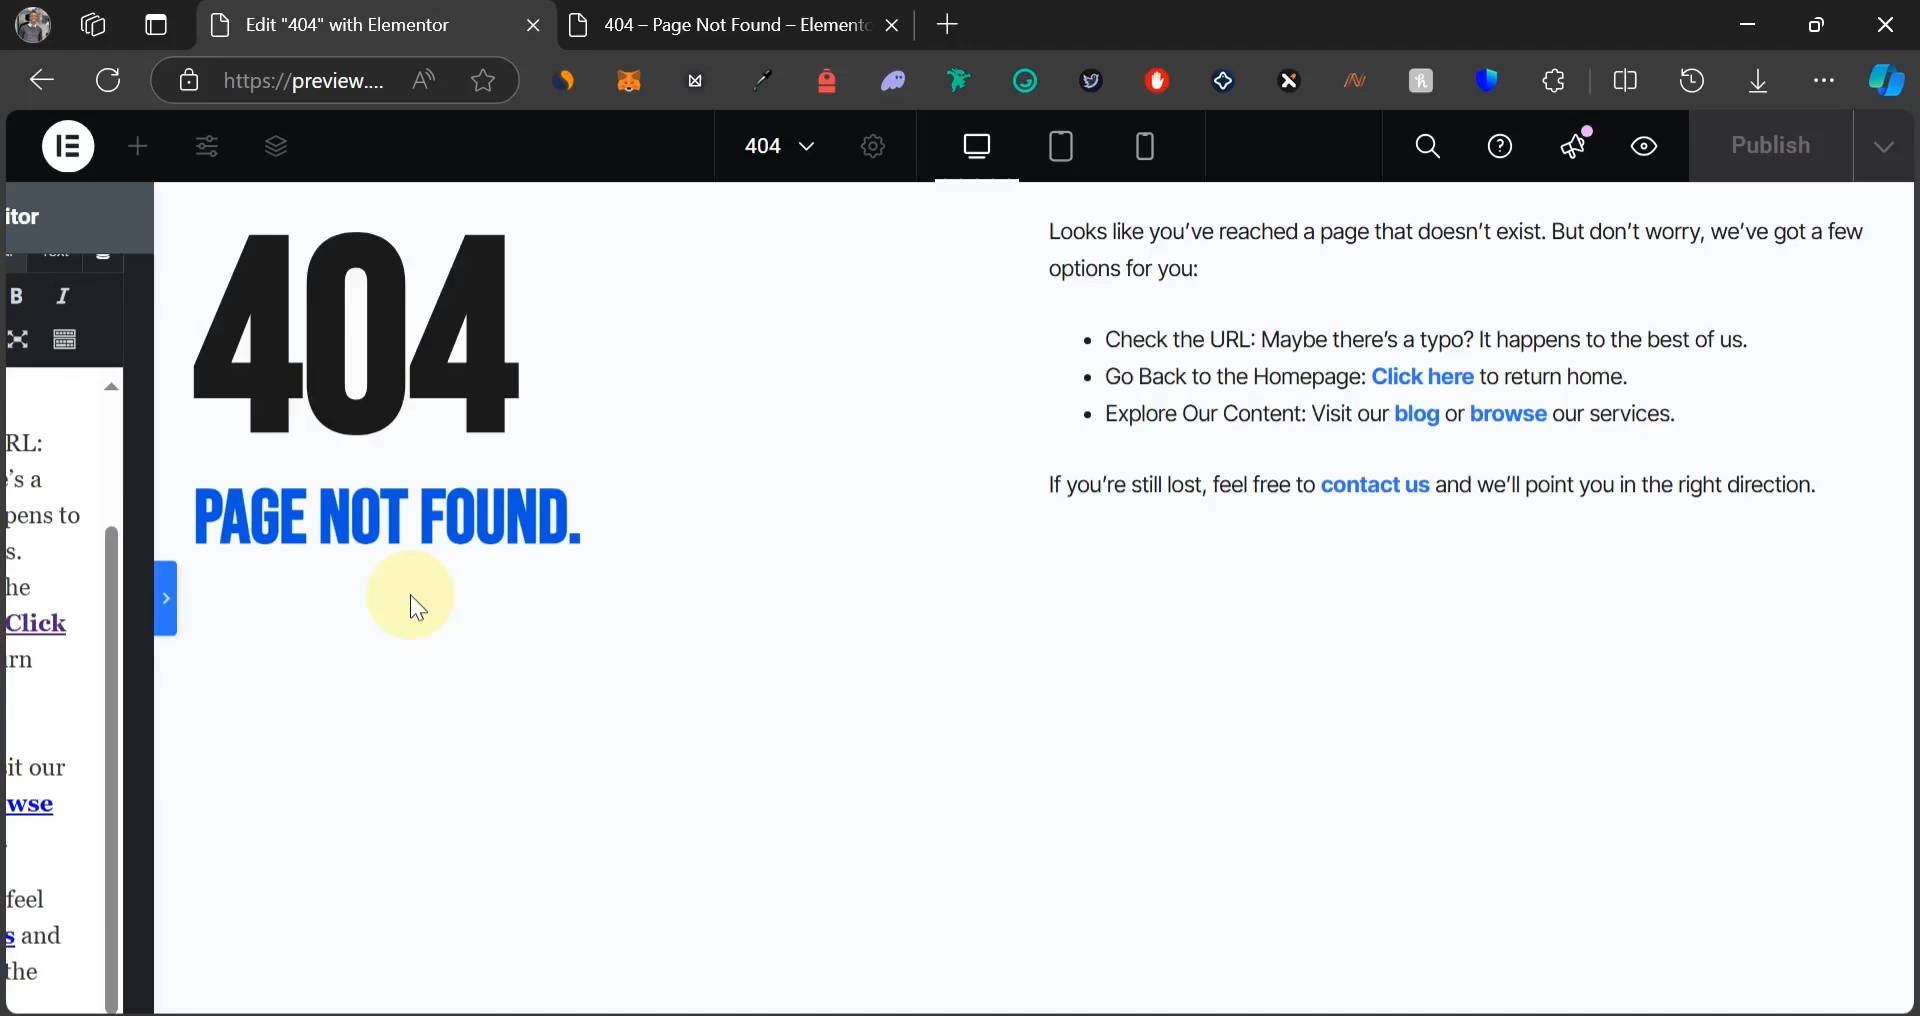 Edit "404" with Elementor
404 – Page Not Found – Elemento
https://preview....
404
Publish
itor
Text
B I
RL:
's a
pens to
s.
he
Click
urn
it our
wse
feel
s and
the
404
PAGE NOT FOUND.
Looks like you've reached a page that doesn't exist. But don't worry, we've got a few
options for you:
• Check the URL: Maybe there's a typo? It happens to the best of us.
• Go Back to the Homepage: Click here to return home.
• Explore Our Content: Visit our blog or browse our services.
If you're still lost, feel free to contact us and we'll point you in the right direction.